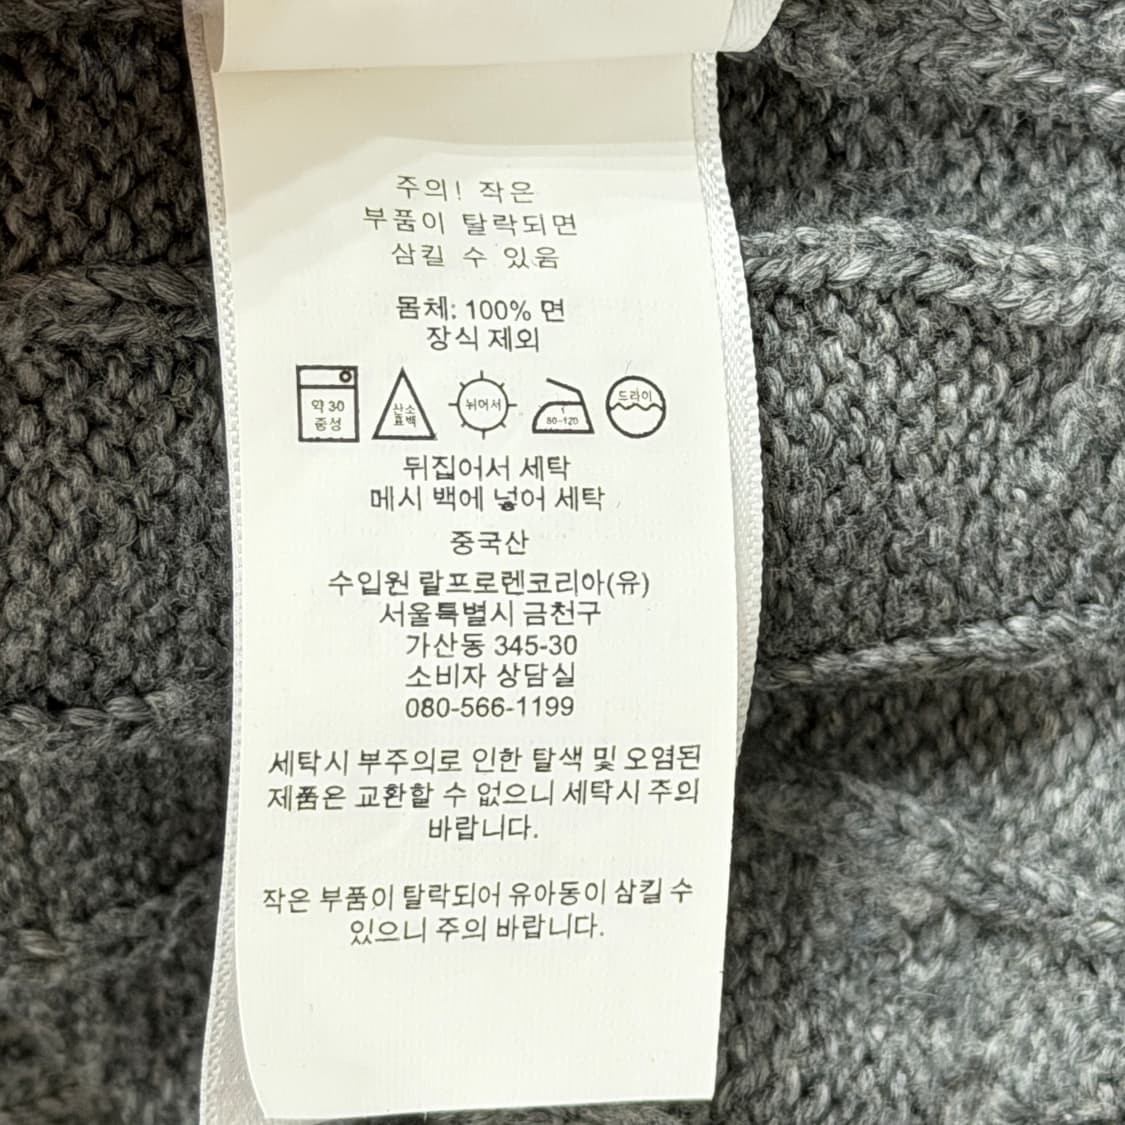 주의! 작은
부품이 탈락되면
삼킬 수 있음
몸체: 100% 면
장식 제외
약 30
중성
산소
표백
뉘어서
1
80-120
드라이
뒤집어서 세탁
메시 백에 넣어 세탁
중국산
수입원 랄프로렌코리아(유)
서울특별시 금천구
가산동 345-30
소비자 상담실
080-566-1199
세탁시 부주의로 인한 탈색 및 오염된
제품은 교환할 수 없으니 세탁시 주의
바랍니다.
작은 부품이 탈락되어 유아동이 삼킬 수
있으니 주의 바랍니다.